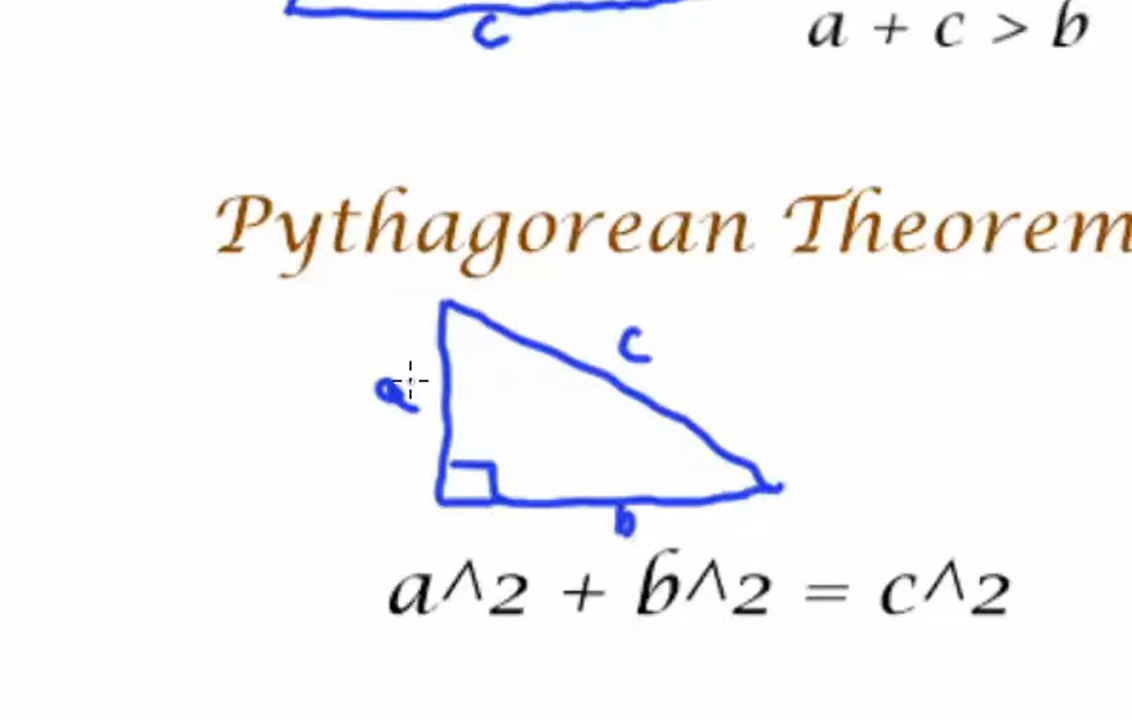 c
a + c > b
Pythagorean Theorem
c
a
b
a^2 + b^2 = c^2